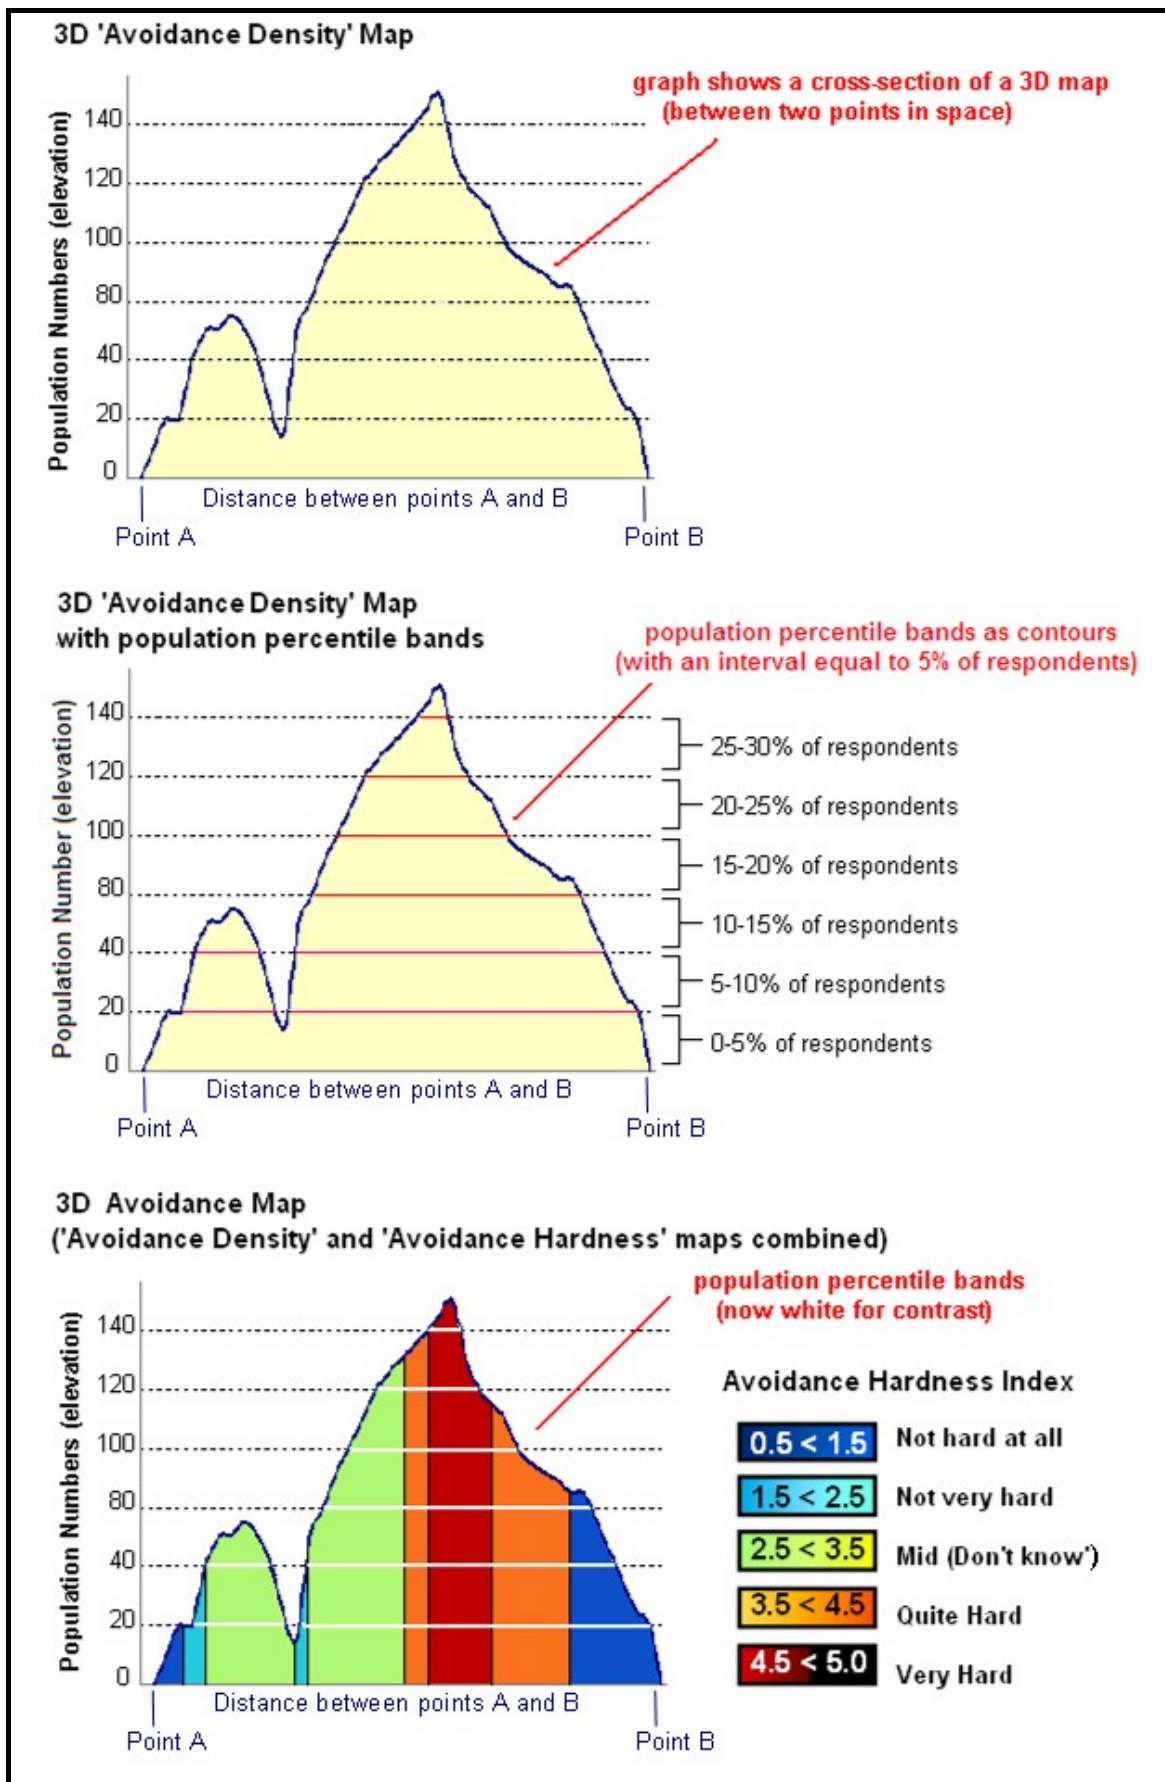 3D 'Avoidance Density' Map
graph shows a cross-section of a 3D map
(between two points in space)
Population Numbers (elevation)
140
120
100
80
40
20
0
Distance between points A and B
Point A
Point B
3D 'Avoidance Density' Map
with population percentile bands
population percentile bands as contours
(with an interval equal to 5% of respondents)
Population Number (elevation)
140
120
100
80
40
20
0
25-30% of respondents
20-25% of respondents
15-20% of respondents
10-15% of respondents
5-10% of respondents
0-5% of respondents
Distance between points A and B
Point A
Point B
3D Avoidance Map
('Avoidance Density' and 'Avoidance Hardness' maps combined)
population percentile bands
(now white for contrast)
Population Numbers (elevation)
140
120
100
80
40
20
0
Distance between points A and B
Point A
Point B
Avoidance Hardness Index
0.5 < 1.5 Not hard at all
1.5 < 2.5 Not very hard
2.5 < 3.5 Mid (Don't know')
3.5 < 4.5 Quite Hard
4.5 < 5.0 Very Hard